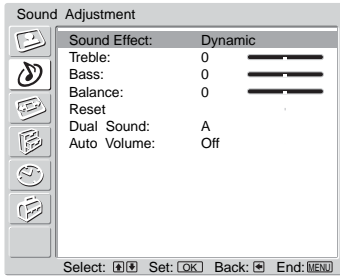 Sound Adjustment
Sound Effect: Dynamic
Treble: 0
Bass: 0
Balance: 0
Reset
Dual Sound: A
Auto Volume: Off
Select: Set: OK Back: End: MENU